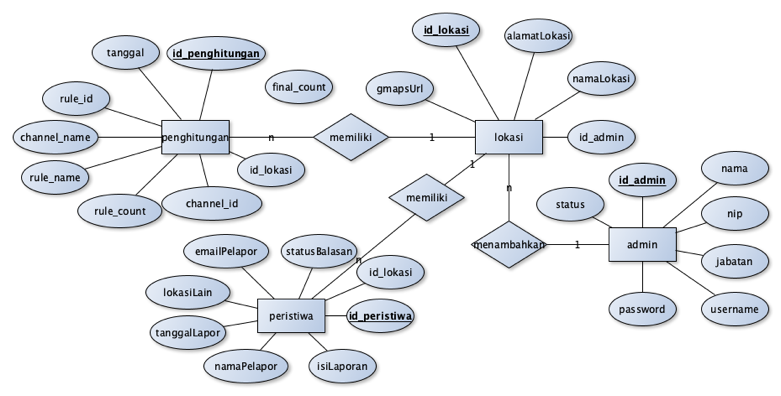 id_lokasi
alamatLokasi
tanggal
id_penghitungan
namaLokasi
final_count
gmapsUrl
rule_id
channel_name
penghitungan
n
memiliki
1
lokasi
id_admin
rule_name
id_lokasi
1
nama
rule_count
channel_id
memiliki
n
status
id_admin
nip
emailPelapor
statusBalasan
menambahkan
1
admin
n
id_lokasi
jabatan
lokasiLain
tanggalLapor
peristiwa
id_peristiwa
password
username
namaPelapor
isiLaporan